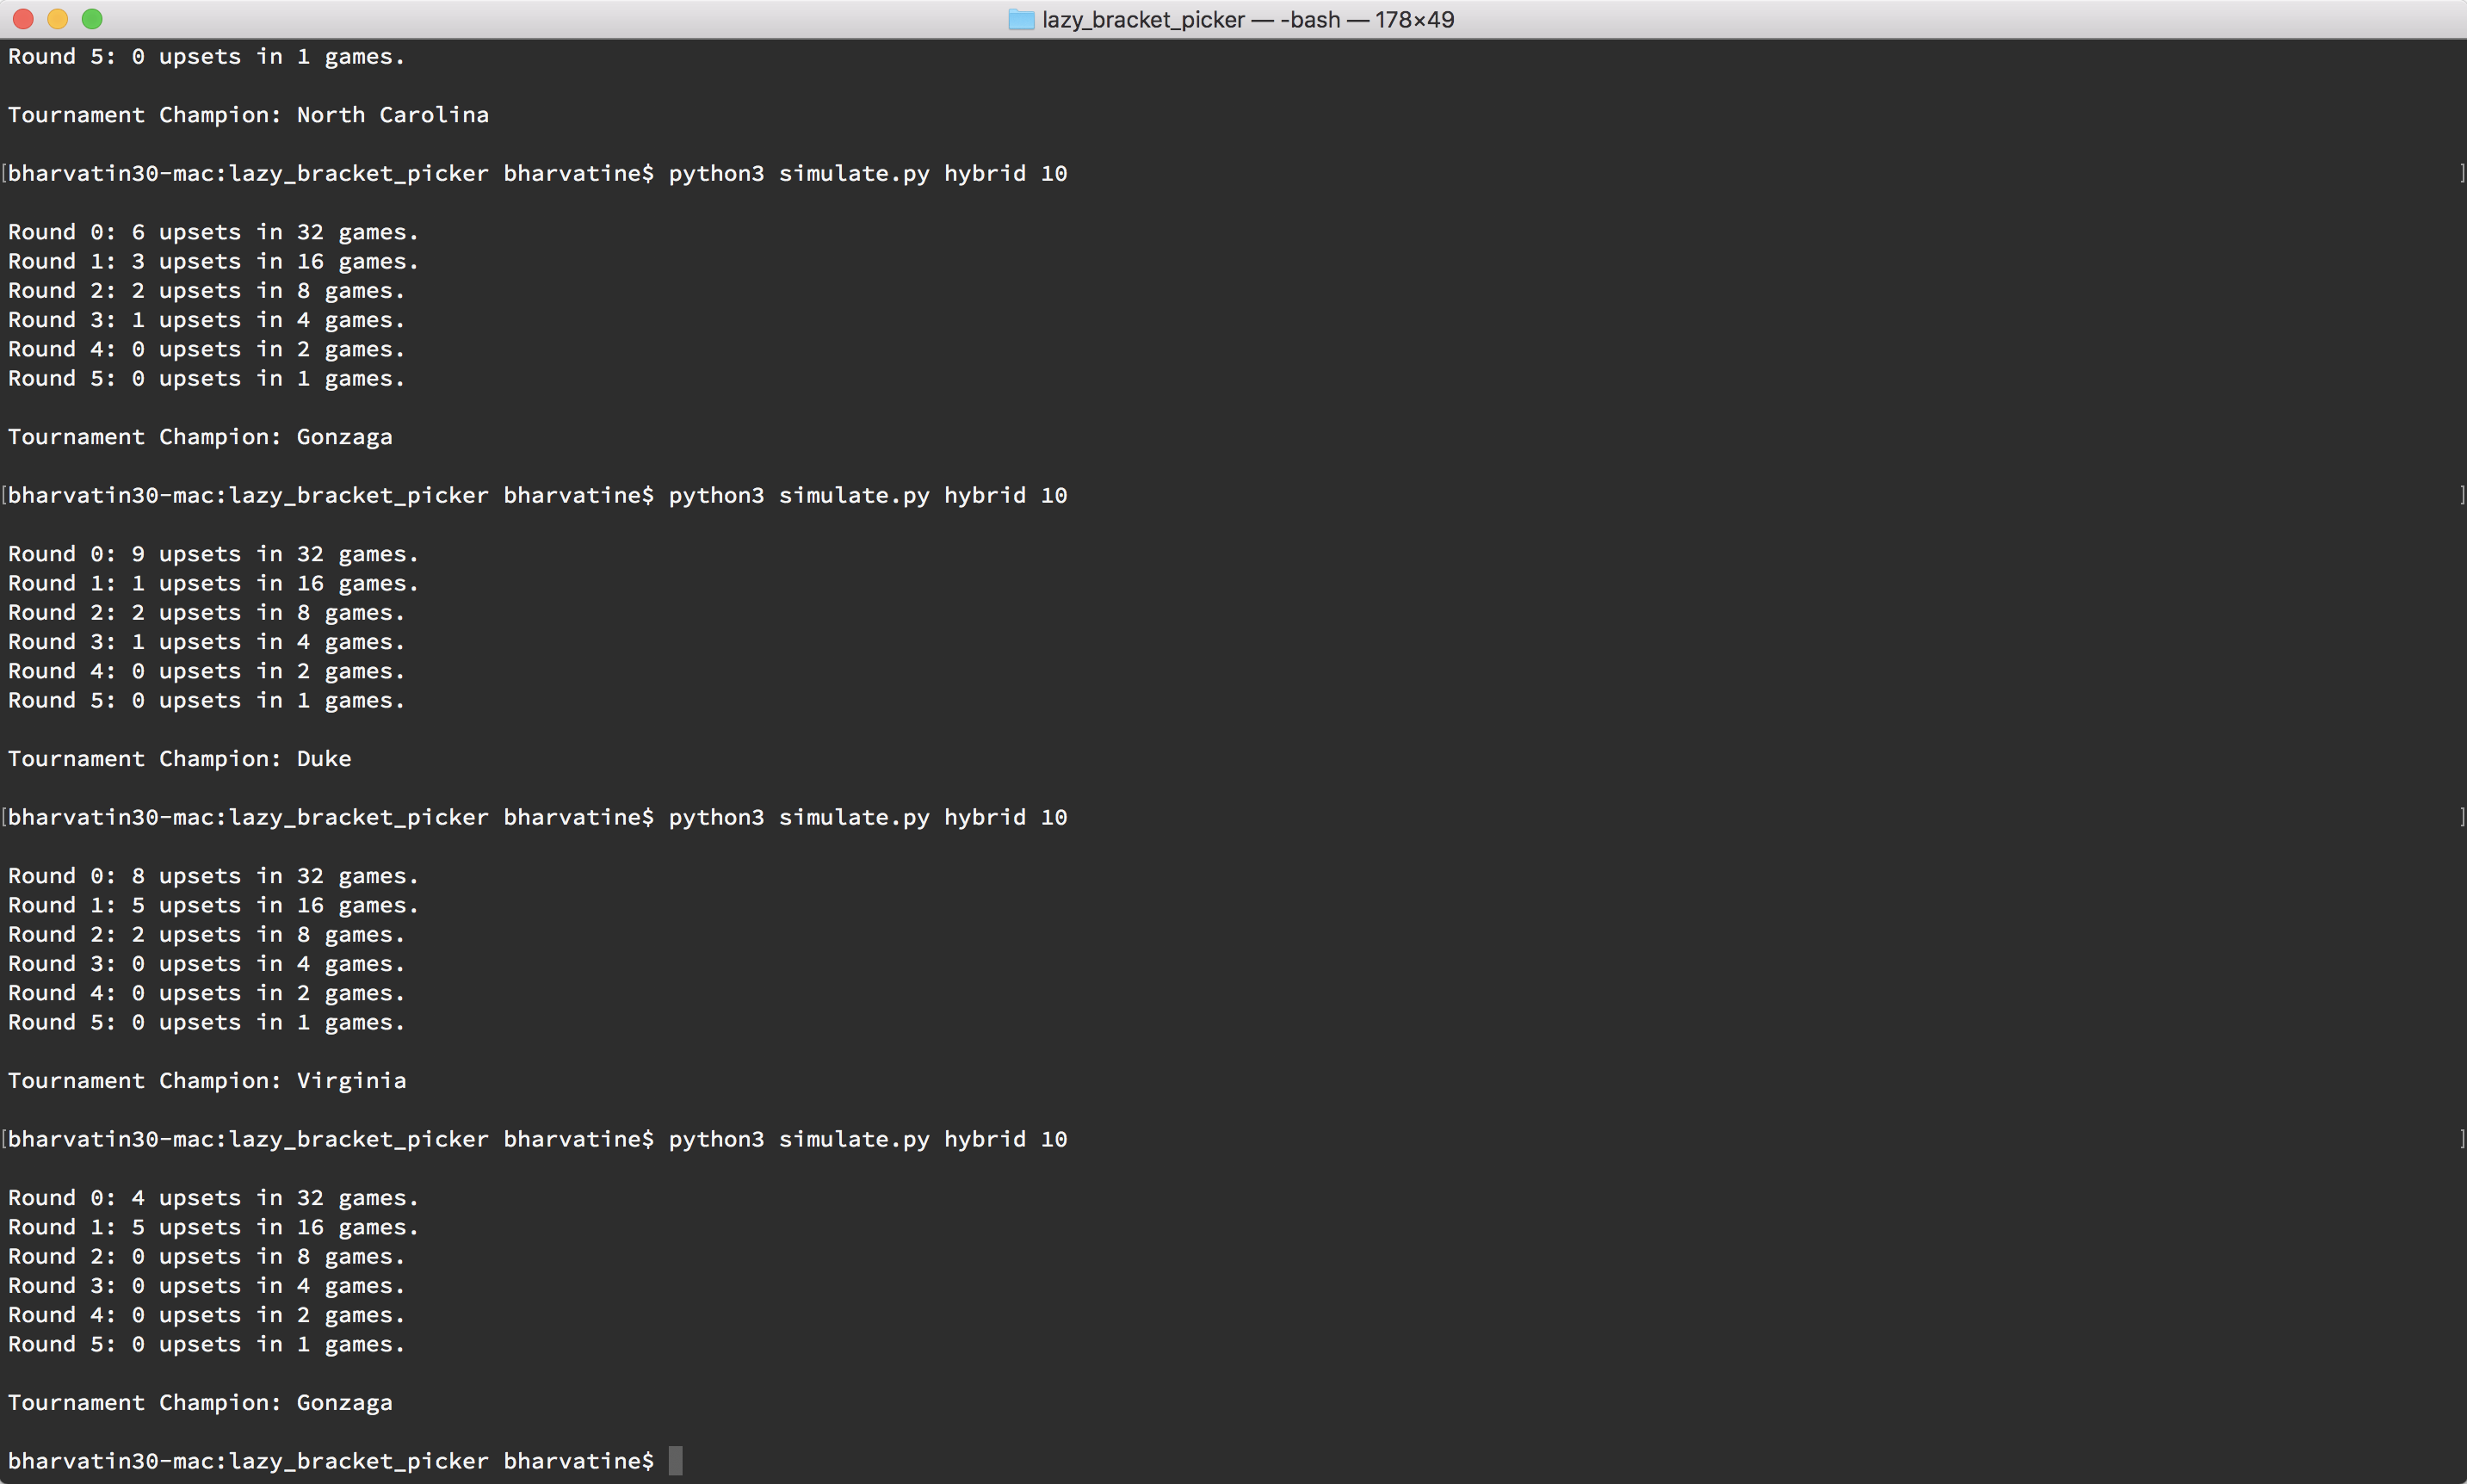 lazy_bracket_picker — -bash — 178×49
Round 5: 0 upsets in 1 games.
Tournament Champion: North Carolina
[bharvatin30-mac:lazy_bracket_picker bharvatine$ python3 simulate.py hybrid 10 ]
Round 0: 6 upsets in 32 games.
Round 1: 3 upsets in 16 games.
Round 2: 2 upsets in 8 games.
Round 3: 1 upsets in 4 games.
Round 4: 0 upsets in 2 games.
Round 5: 0 upsets in 1 games.
Tournament Champion: Gonzaga
[bharvatin30-mac:lazy_bracket_picker bharvatine$ python3 simulate.py hybrid 10 ]
Round 0: 9 upsets in 32 games.
Round 1: 1 upsets in 16 games.
Round 2: 2 upsets in 8 games.
Round 3: 1 upsets in 4 games.
Round 4: 0 upsets in 2 games.
Round 5: 0 upsets in 1 games.
Tournament Champion: Duke
[bharvatin30-mac:lazy_bracket_picker bharvatine$ python3 simulate.py hybrid 10 ]
Round 0: 8 upsets in 32 games.
Round 1: 5 upsets in 16 games.
Round 2: 2 upsets in 8 games.
Round 3: 0 upsets in 4 games.
Round 4: 0 upsets in 2 games.
Round 5: 0 upsets in 1 games.
Tournament Champion: Virginia
[bharvatin30-mac:lazy_bracket_picker bharvatine$ python3 simulate.py hybrid 10 ]
Round 0: 4 upsets in 32 games.
Round 1: 5 upsets in 16 games.
Round 2: 0 upsets in 8 games.
Round 3: 0 upsets in 4 games.
Round 4: 0 upsets in 2 games.
Round 5: 0 upsets in 1 games.
Tournament Champion: Gonzaga
bharvatin30-mac:lazy_bracket_picker bharvatine$